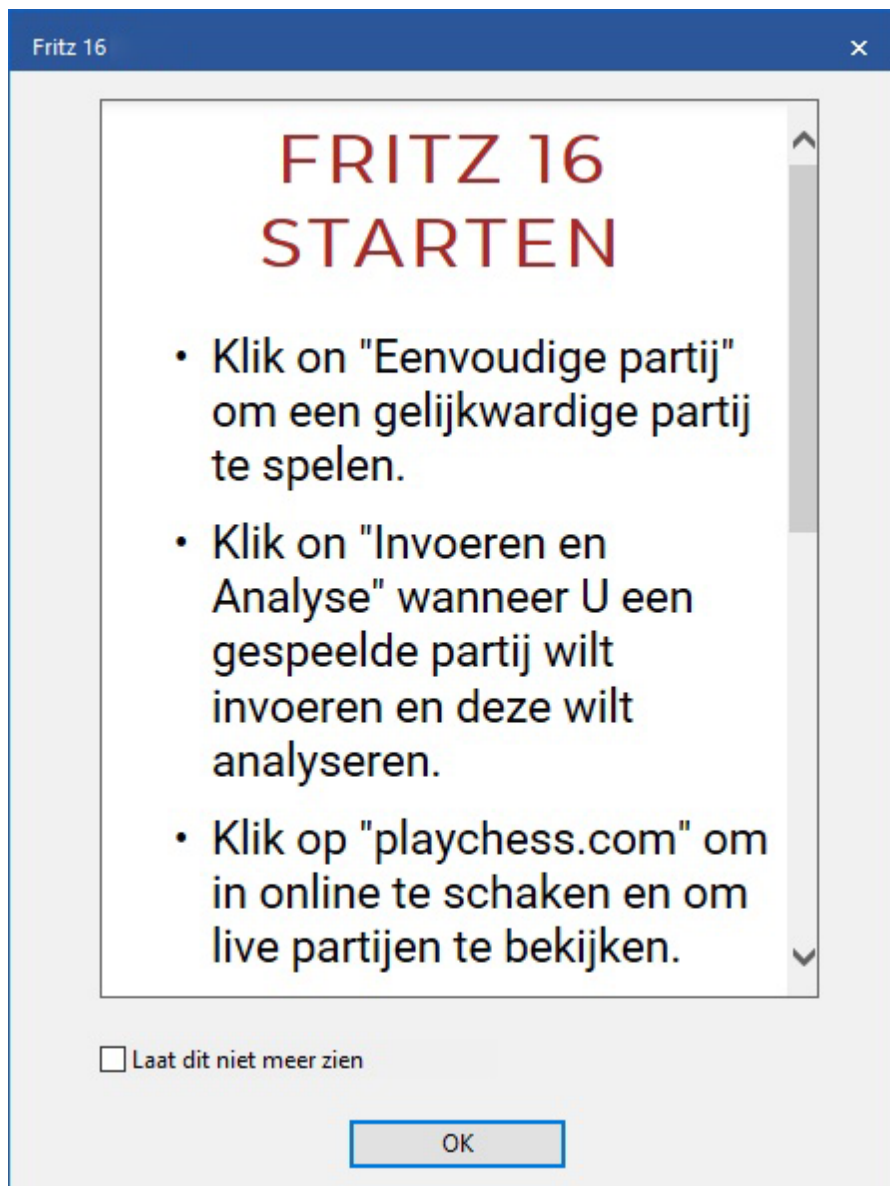 Fritz 16
FRITZ 16
STARTEN
• Klik on "Eenvoudige partij"
om een gelijkwardige partij
te spelen.
• Klik on "Invoeren en
Analyse" wanneer U een
gespeelde partij wilt
invoeren en deze wilt
analyseren.
• Klik op "playchess.com" om
in online te schaken en om
live partijen te bekijken.
Laat dit niet meer zien
OK